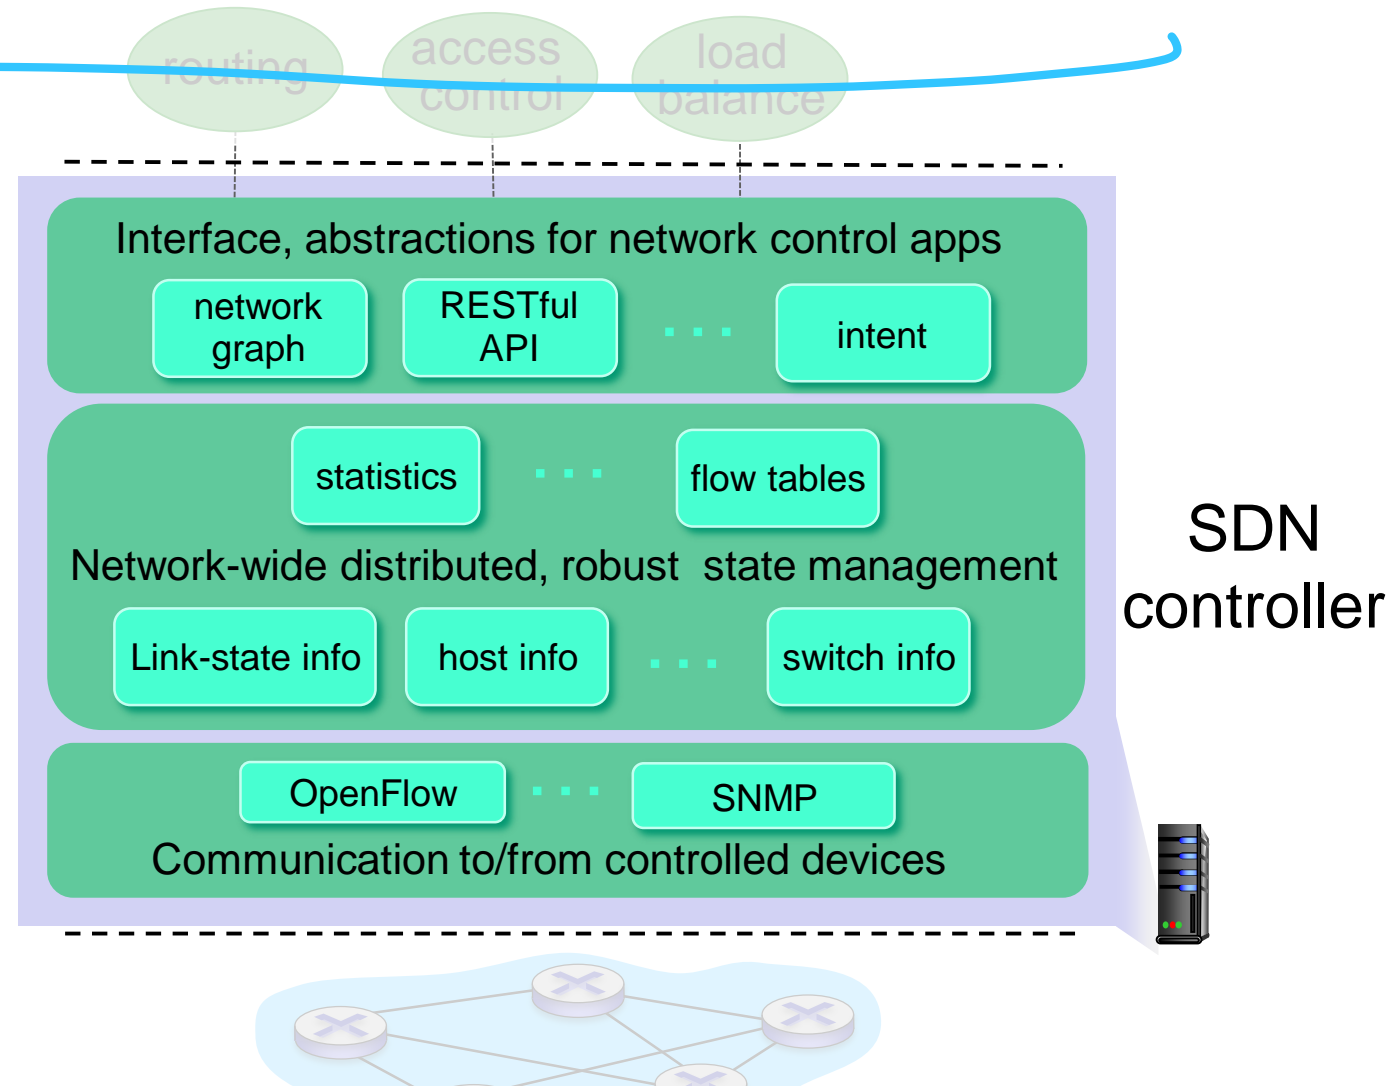 routing
access
control
load
balance
Interface, abstractions for network control apps
network
graph
RESTful
API
. . .
intent
statistics
. . .
flow tables
Network-wide distributed, robust  state management
Link-state info
host info
. . .
switch info
OpenFlow
. . .
SNMP
Communication to/from controlled devices
SDN
controller